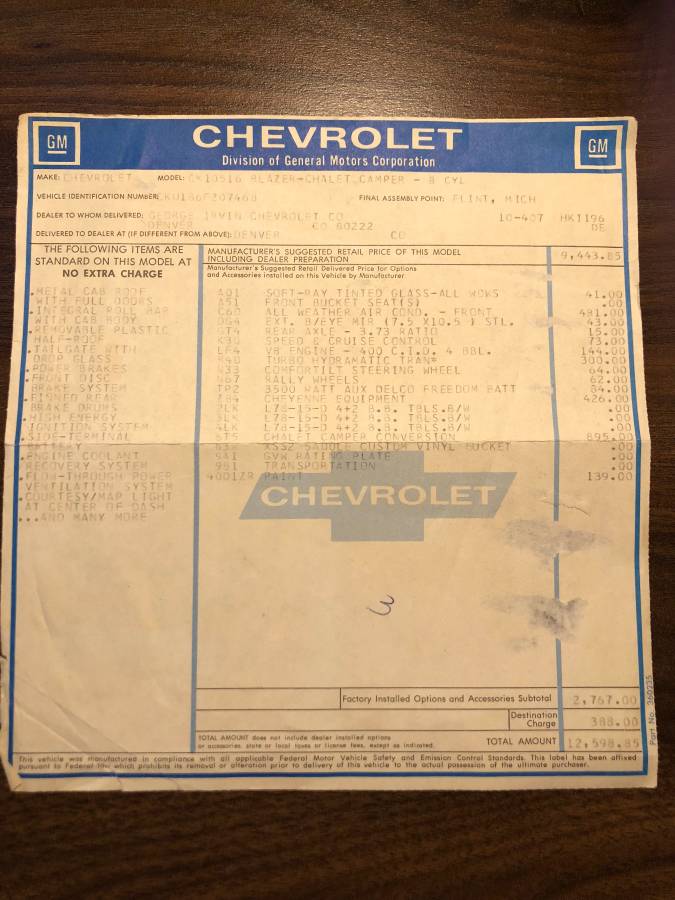 GM CHEVROLET GM
Division of General Motors Corporation
MAKE: CHEVROLET MODEL: CK10516 BLAZER-CHALET CAMPER - 8 CYL
VEHICLE IDENTIFICATION NUMBER: CKU186F207468 FINAL ASSEMBLY POINT: FLINT, MICH
DEALER TO WHOM DELIVERED: GEORGE IRWIN CHEVROLET CO 10-407 HK1196
DENVER CO 80222 DE
DELIVERED TO DEALER AT (IF DIFFERENT FROM ABOVE): DENVER CO
THE FOLLOWING ITEMS ARE
STANDARD ON THIS MODEL AT
NO EXTRA CHARGE
.METAL CAB ROOF
WITH FULL DOORS
.INTEGRAL ROLL BAR
WITH CAB BODY
.REMOVABLE PLASTIC
HALF-ROOF
.TAILGATE WITH
DROP GLASS
.POWER BRAKES
.FRONT DISC
BRAKE SYSTEM
.FINNED REAR
BRAKE DRUMS
.HIGH ENERGY
IGNITION SYSTEM
.SIDE-TERMINAL
BATTERY
.ENGINE COOLANT
RECOVERY SYSTEM
.FLOW-THROUGH POWER
VENTILATION SYSTEM
.COURTESY/MAP LIGHT
AT CENTER OF DASH
...AND MANY MORE
MANUFACTURER'S SUGGESTED RETAIL PRICE OF THIS MODEL
INCLUDING DEALER PREPARATION 9,443.85
Manufacturer's Suggested Retail Delivered Price for Options
and Accessories installed on this Vehicle by Manufacturer
A01 SOFT-RAY TINTED GLASS-ALL WDWS 41.00
A51 FRONT BUCKET SEAT(S) .00
C60 ALL WEATHER AIR COND. - FRONT 481.00
DG4 EXT. B/EYE MIR (7.5 X10.5 ) STL. 43.00
GT4 REAR AXLE - 3.73 RATIO 15.00
K30 SPEED & CRUISE CONTROL 73.00
LF4 V8 ENGINE - 400 C.I.D. 4 BBL. 144.00
M40 TURBO HYDRAMATIC TRAN* 300.00
N33 COMFORTILT STEERING WHEEL 64.00
N67 RALLY WHEELS 62.00
TP2 3500 WATT AUX DELCO FREEDOM BATT 84.00
Z84 CHEYENNE EQUIPMENT 426.00
2LK L78-15-D 4+2 B.B. TBLS.B/W .00
3LK L78-15-D 4+2 B.B. TBLS.B/W .00
4LK L78-15-D 4+2 B.B. TBLS.B/W .00
6T5 CHALET CAMPER CONVERSION 895.00
CUSTOM VINYL BUCKET .00
9A1 GVW RATING PLATE .00
9B1 TRANSPORTATION .00
PAINT 139.00
CHEVROLET
3
Factory Installed Options and Accessories Subtotal 2,767.00
Destination
Charge 388.00
TOTAL AMOUNT does not include dealer installed options
or accessories, state or local taxes or license fees, except as indicated.
TOTAL AMOUNT 12,598.85
Part No. 360235
This vehicle was manufactured in compliance with all applicable Federal Motor Vehicle Safety and Emission Control Standards. This label has been affixed
pursuant to Federal law which prohibits its removal or alteration prior to delivery of this vehicle to the actual possession of the ultimate purchaser.